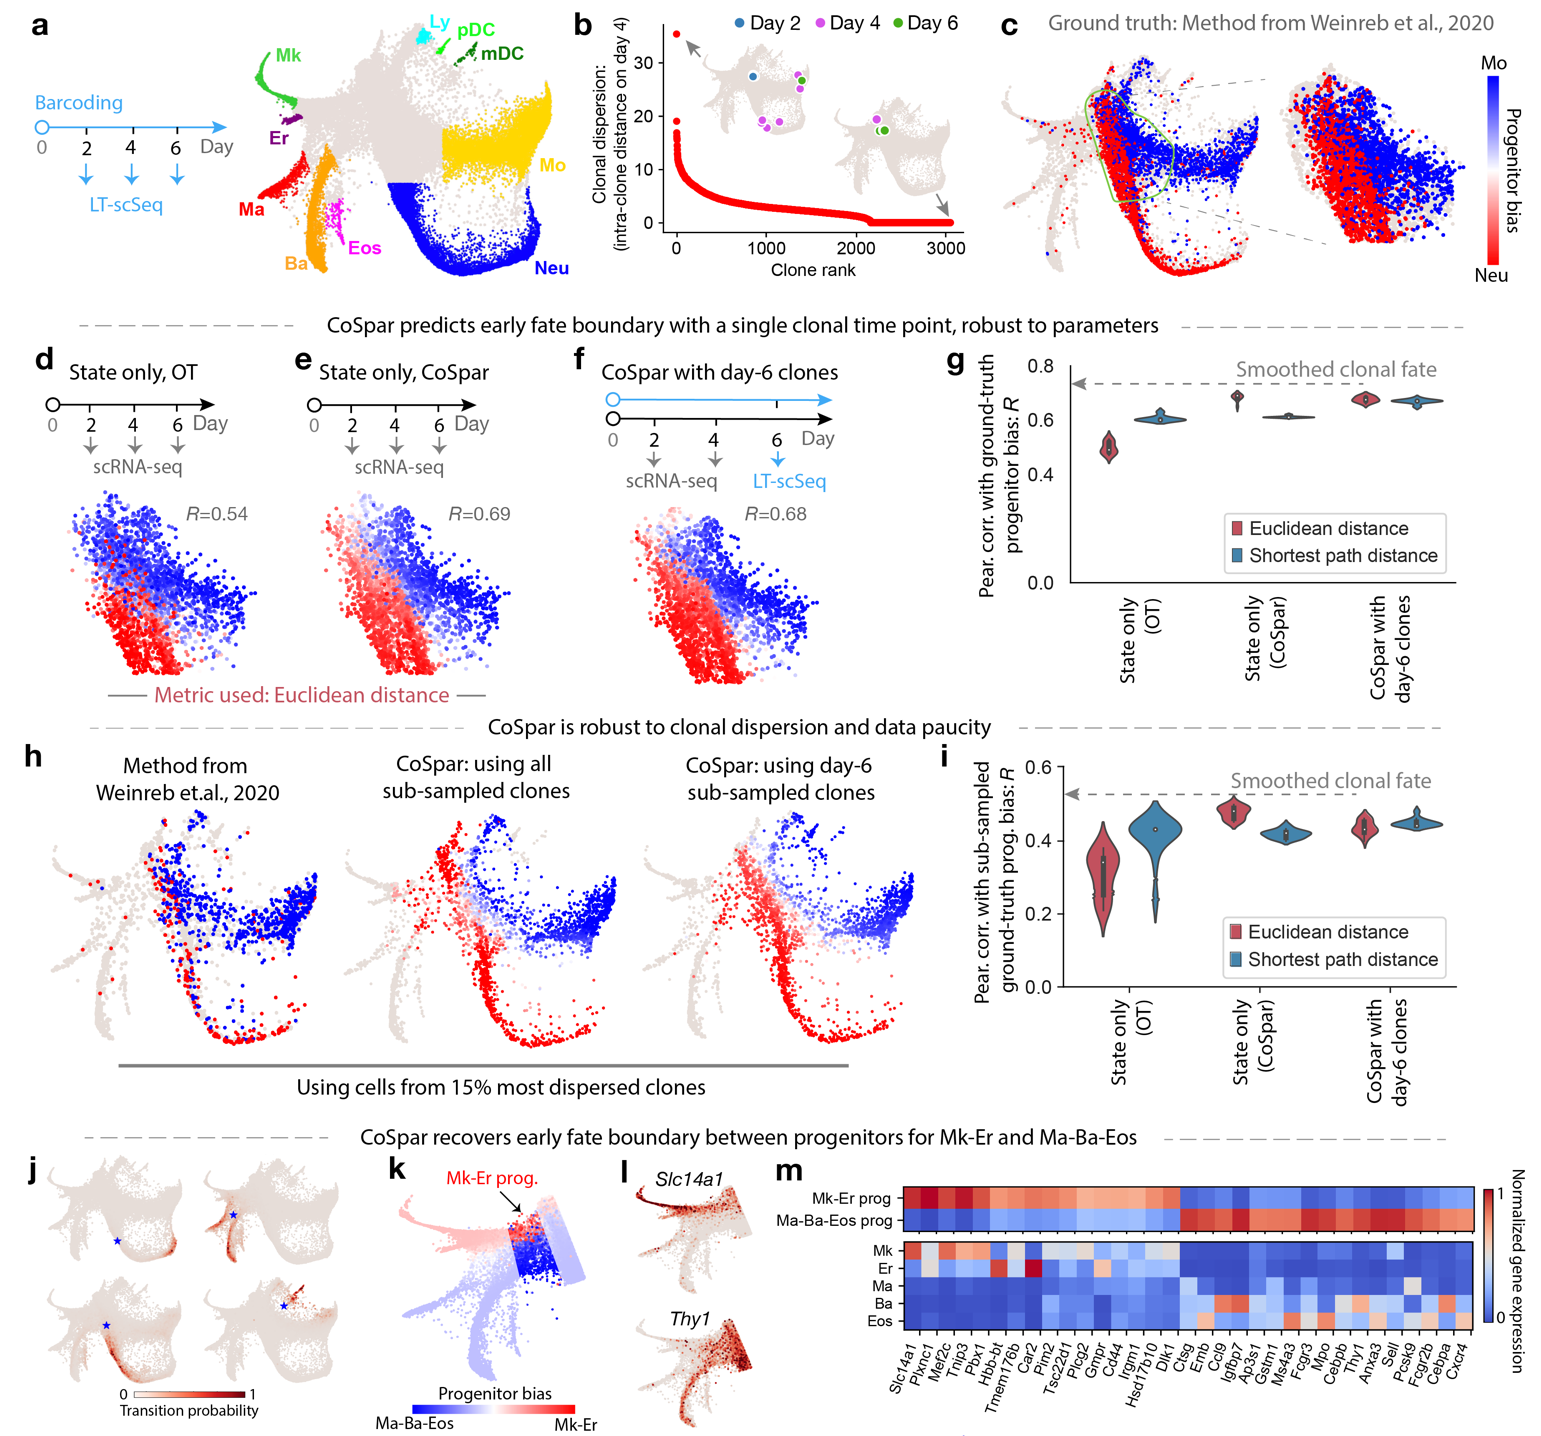 a
Barcoding
0 2 4 6 Day
LT-scSeq
Ly
pDC
mDC
Mk
Er
Mo
Ma
Eos
Ba
Neu
b
Day 2 Day 4 Day 6
Clonal dispersion:
(intra-clone distance on day 4)
30
20
10
0
0 1000 2000 3000
Clone rank
c
Ground truth: Method from Weinreb et al., 2020
Mo
Progenitor bias
Neu
CoSpar predicts early fate boundary with a single clonal time point, robust to parameters
d
State only, OT
0 2 4 6 Day
scRNA-seq
R=0.54
e
State only, CoSpar
0 2 4 6 Day
scRNA-seq
R=0.69
Metric used: Euclidean distance
f
CoSpar with day-6 clones
0 2 4 6 Day
scRNA-seq LT-scSeq
R=0.68
g
Pear. corr. with ground-truth
progenitor bias: R
0.8
0.6
0.4
0.0
Smoothed clonal fate
Euclidean distance
Shortest path distance
State only
(OT)
State only
(CoSpar)
CoSpar with
day-6 clones
CoSpar is robust to clonal dispersion and data paucity
h
Method from
Weinreb et.al., 2020
CoSpar: using all
sub-sampled clones
CoSpar: using day-6
sub-sampled clones
Using cells from 15% most dispersed clones
i
Pear. corr. with sub-sampled
ground-truth prog. bias: R
0.6
0.4
0.2
0.0
Smoothed clonal fate
Euclidean distance
Shortest path distance
State only
(OT)
State only
(CoSpar)
CoSpar with
day-6 clones
CoSpar recovers early fate boundary between progenitors for Mk-Er and Ma-Ba-Eos
j
0 1
Transition probability
k
Mk-Er prog.
Progenitor bias
Ma-Ba-Eos Mk-Er
l
Slc14a1
Thy1
m
Mk-Er prog
Ma-Ba-Eos prog
Mk
Er
Ma
Ba
Eos
Slc14a1
Plxnc1
Mef2c
Tnip3
Pbx1
Hbb-bt
Tmem176b
Car2
Pim2
Tsc22d1
Plcg2
Gmpr
Cd44
Irgm1
Hsd17b10
Dlk1
Ctsg
Emb
Ccl9
Igfbp7
Ap3s1
Gstm1
Ms4a3
Fcgr3
Mpo
Cebpb
Thy1
Anxa3
Sell
Pcsk9
Fcgr2b
Cebpa
Cxcr4
1
0
Normalized gene expression